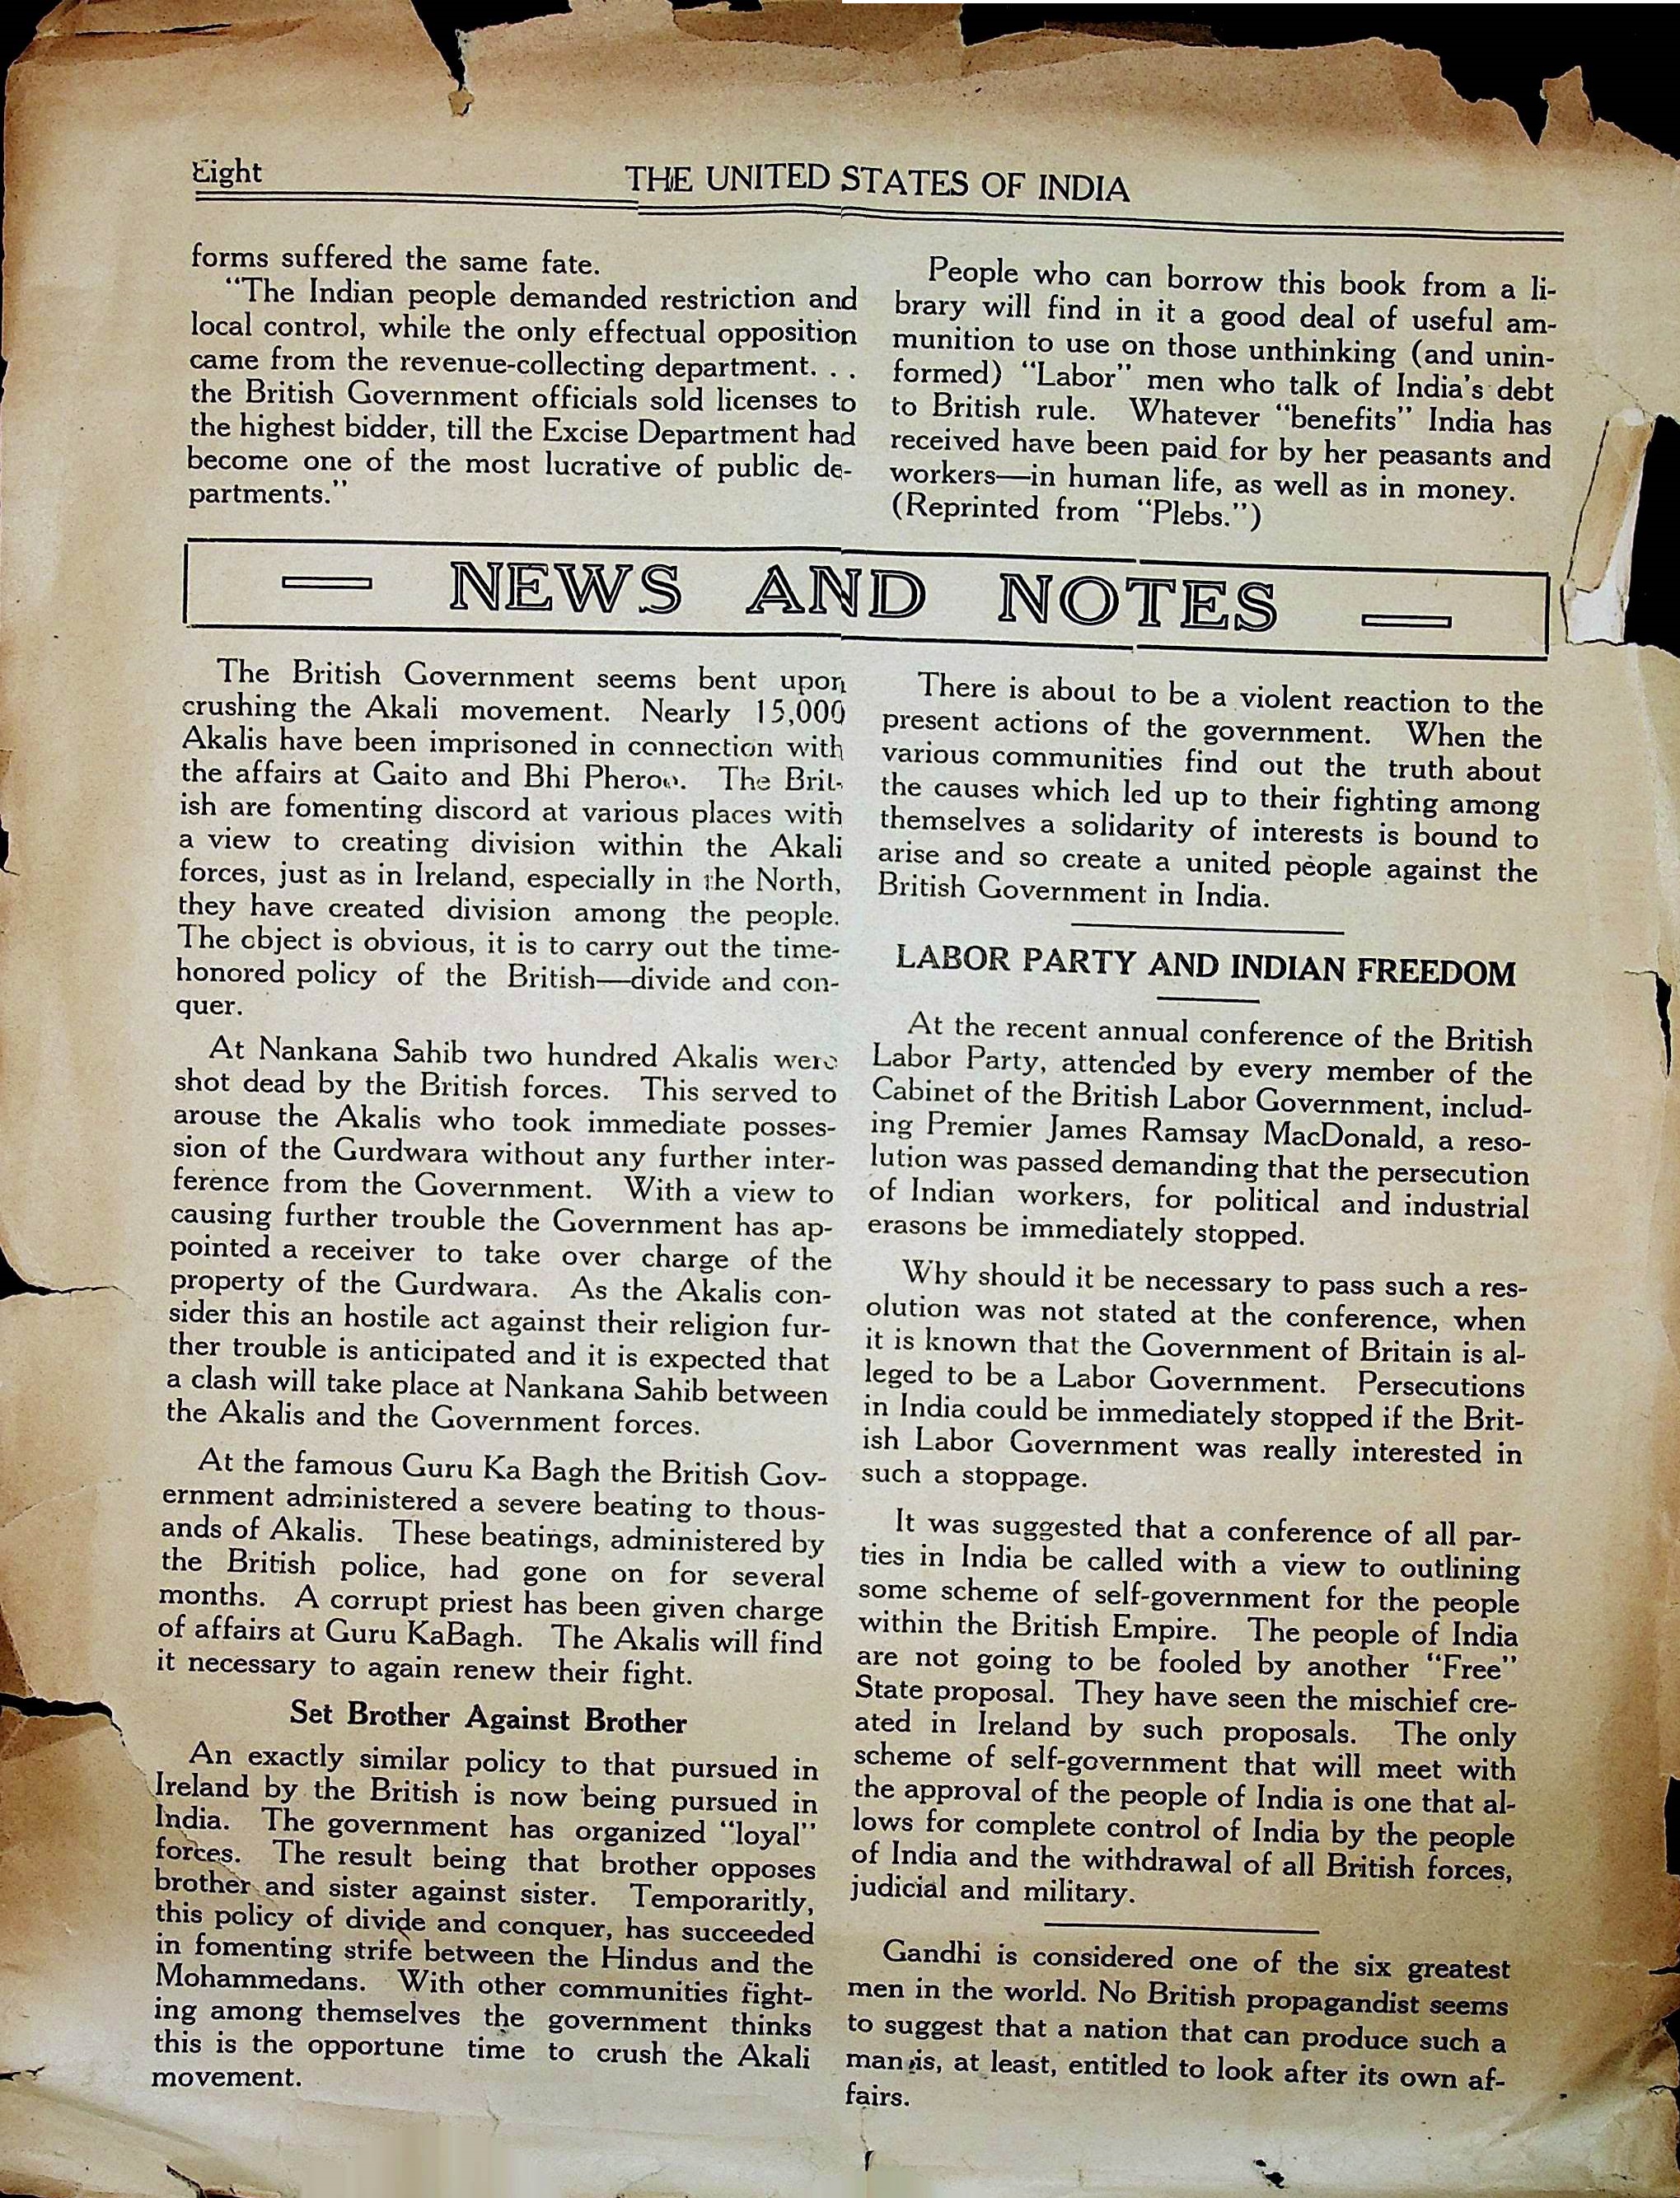 Eight
THE UNITED STATES OF INDIA
forms suffered the same fate.
“The Indian people demanded restriction and
local control, while the only effectual opposition
came from the revenue-collecting department. . .
the British Government officials sold licenses to
the highest bidder, till the Excise Department had
become one of the most lucrative of public de-
partments.”
People who can borrow this book from a li-
brary will find in it a good deal of useful am-
munition to use on those unthinking (and unin-
formed) “Labor” men who talk of India's debt
to British rule. Whatever “benefits” India has
received have been paid for by her peasants and
workers—in human life, as well as in money.
(Reprinted from “Plebs.”)
— NEWS AND NOTES —
The British Government seems bent upon
crushing the Akali movement. Nearly 15,000
Akalis have been imprisoned in connection with
the affairs at Gaito and Bhi Pheroo. The Brit-
ish are fomenting discord at various places with
a view to creating division within the Akali
forces, just as in Ireland, especially in the North,
they have created division among the people.
The object is obvious, it is to carry out the time-
honored policy of the British—divide and con-
quer.
At Nankana Sahib two hundred Akalis were
shot dead by the British forces. This served to
arouse the Akalis who took immediate posses-
sion of the Gurdwara without any further inter-
ference from the Government. With a view to
causing further trouble the Government has ap-
pointed a receiver to take over charge of the
property of the Gurdwara. As the Akalis con-
sider this an hostile act against their religion fur-
ther trouble is anticipated and it is expected that
a clash will take place at Nankana Sahib between
the Akalis and the Government forces.
At the famous Guru Ka Bagh the British Gov-
ernment administered a severe beating to thous-
ands of Akalis. These beatings, administered by
the British police, had gone on for several
months. A corrupt priest has been given charge
of affairs at Guru KaBagh. The Akalis will find
it necessary to again renew their fight.
Set Brother Against Brother
An exactly similar policy to that pursued in
Ireland by the British is now being pursued in
India. The government has organized “loyal”
forces. The result being that brother opposes
brother and sister against sister. Temporaritly,
this policy of divide and conquer, has succeeded
in fomenting strife between the Hindus and the
Mohammedans. With other communities fight-
ing among themselves the government thinks
this is the opportune time to crush the Akali
movement.
There is about to be a violent reaction to the
present actions of the government. When the
various communities find out the truth about
the causes which led up to their fighting among
themselves a solidarity of interests is bound to
arise and so create a united people against the
British Government in India.
LABOR PARTY AND INDIAN FREEDOM
At the recent annual conference of the British
Labor Party, attended by every member of the
Cabinet of the British Labor Government, includ-
ing Premier James Ramsay MacDonald, a reso-
lution was passed demanding that the persecution
of Indian workers, for political and industrial
erasons be immediately stopped.
Why should it be necessary to pass such a res-
olution was not stated at the conference, when
it is known that the Government of Britain is al-
leged to be a Labor Government. Persecutions
in India could be immediately stopped if the Brit-
ish Labor Government was really interested in
such a stoppage.
It was suggested that a conference of all par-
ties in India be called with a view to outlining
some scheme of self-government for the people
within the British Empire. The people of India
are not going to be fooled by another “Free”
State proposal. They have seen the mischief cre-
ated in Ireland by such proposals. The only
scheme of self-government that will meet with
the approval of the people of India is one that al-
lows for complete control of India by the people
of India and the withdrawal of all British forces,
judicial and military.
Gandhi is considered one of the six greatest
men in the world. No British propagandist seems
to suggest that a nation that can produce such a
man is, at least, entitled to look after its own af-
fairs.